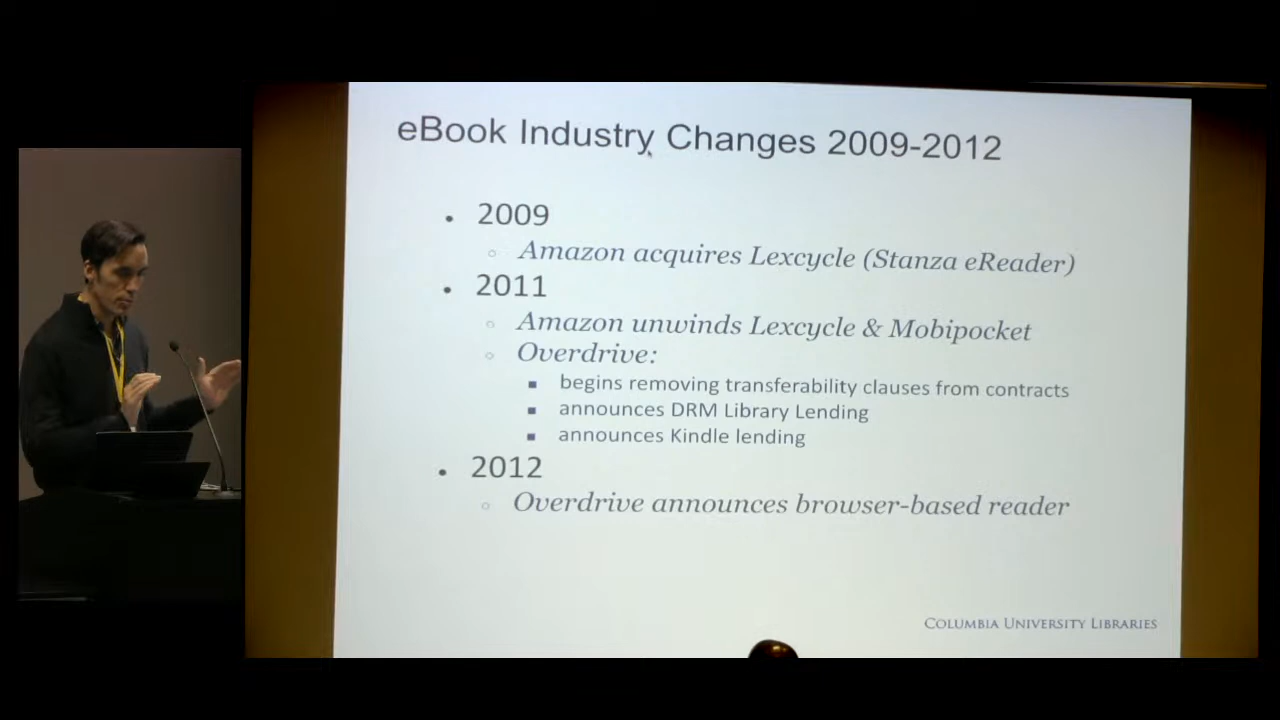 eBook Industry Changes 2009-2012
• 2009
○ Amazon acquires Lexcycle (Stanza eReader)
• 2011
○ Amazon unwinds Lexcycle & Mobipocket
○ Overdrive:
■ begins removing transferability clauses from contracts
■ announces DRM Library Lending
■ announces Kindle lending
• 2012
○ Overdrive announces browser-based reader
COLUMBIA UNIVERSITY LIBRARIES